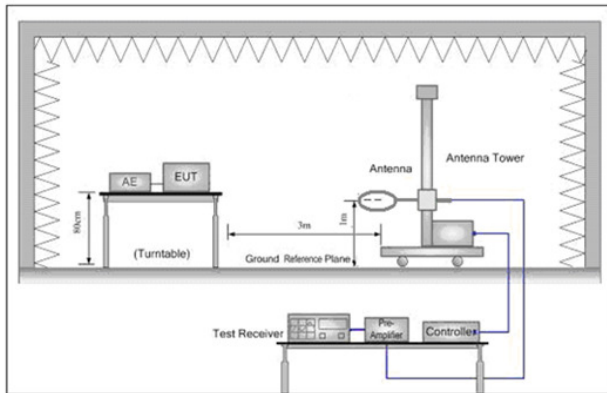 AE
EUT
80cm
(Turntable)
3m
1m
Antenna
Antenna Tower
Ground Reference Plane
Test Receiver
Pre-
Amplifier
Controller